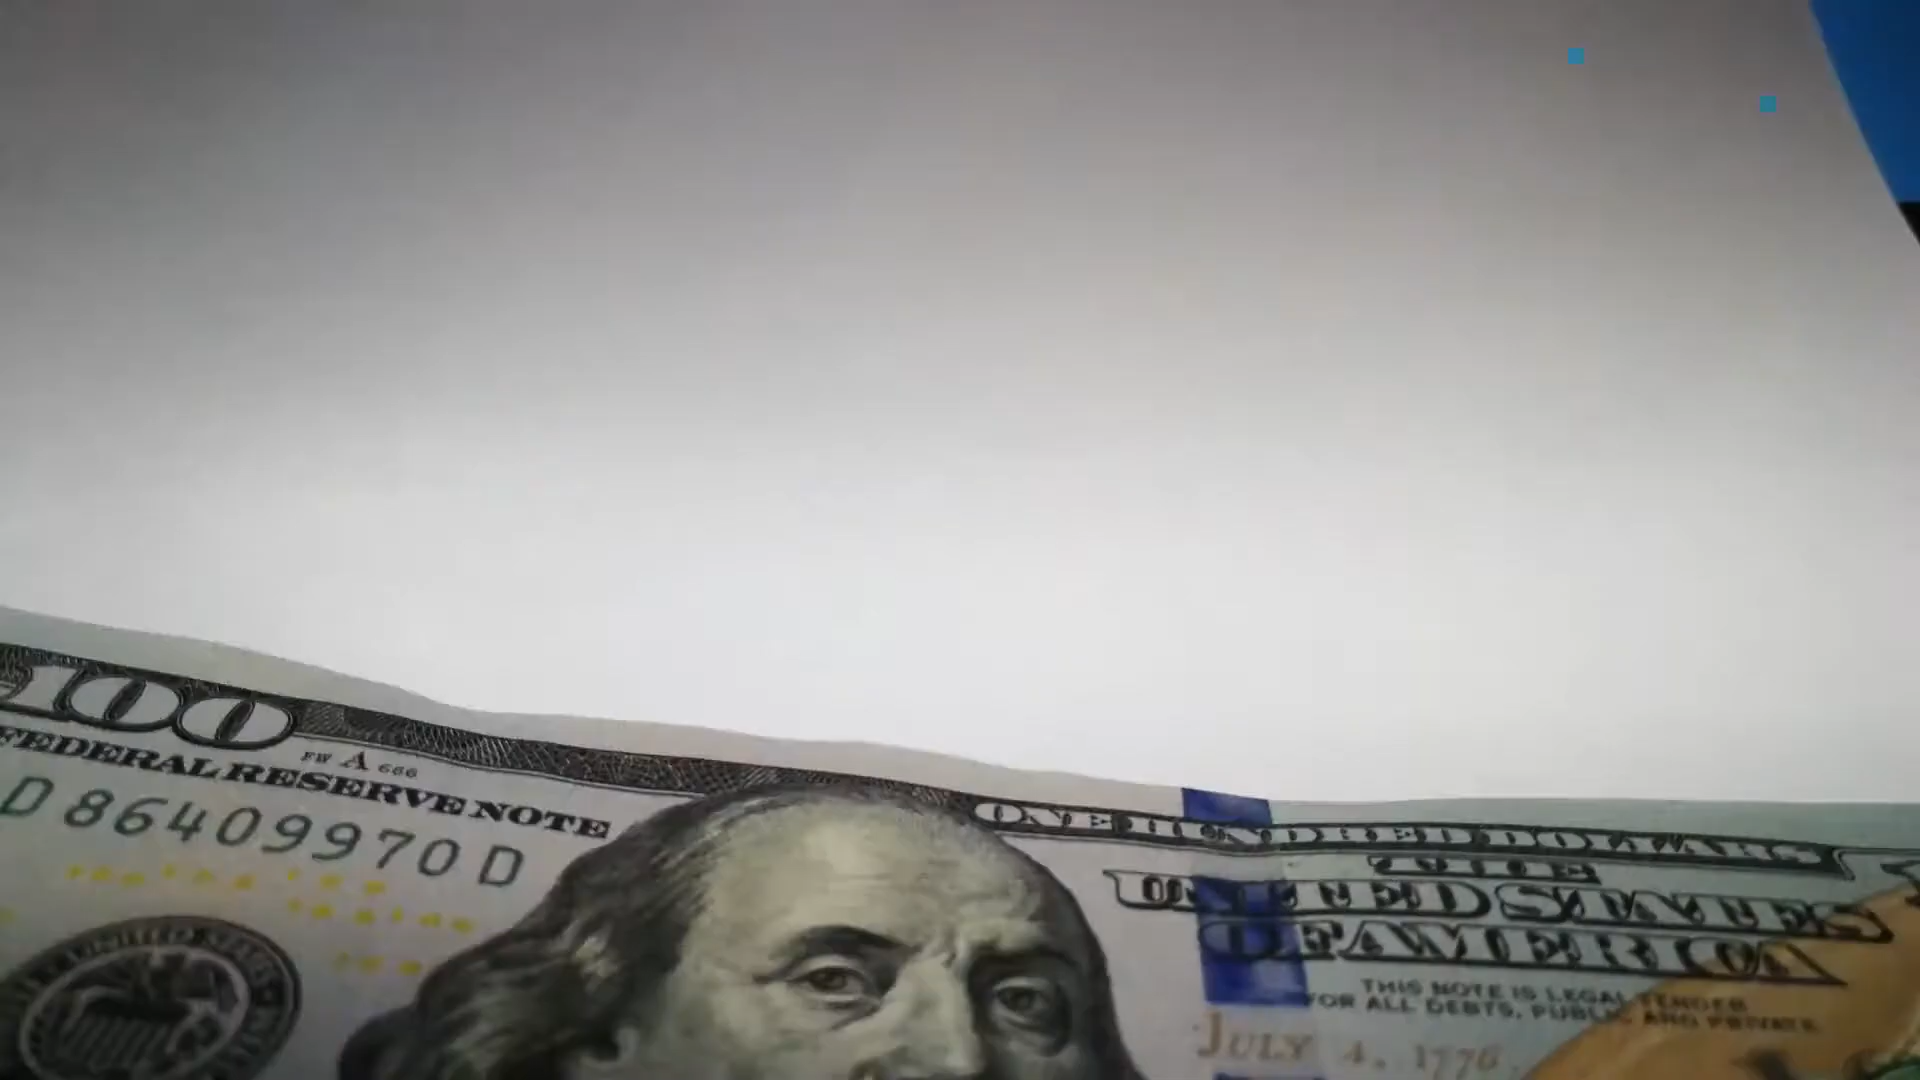 100
FW A 666
FEDERAL RESERVE NOTE
D 86409970 D
ONE HUNDRED DOLLARS
THE
UNITED STATES
OF AMERICA
THIS NOTE IS LEGAL TENDER
FOR ALL DEBTS, PUBLIC AND PRIVATE
JULY 4, 1776